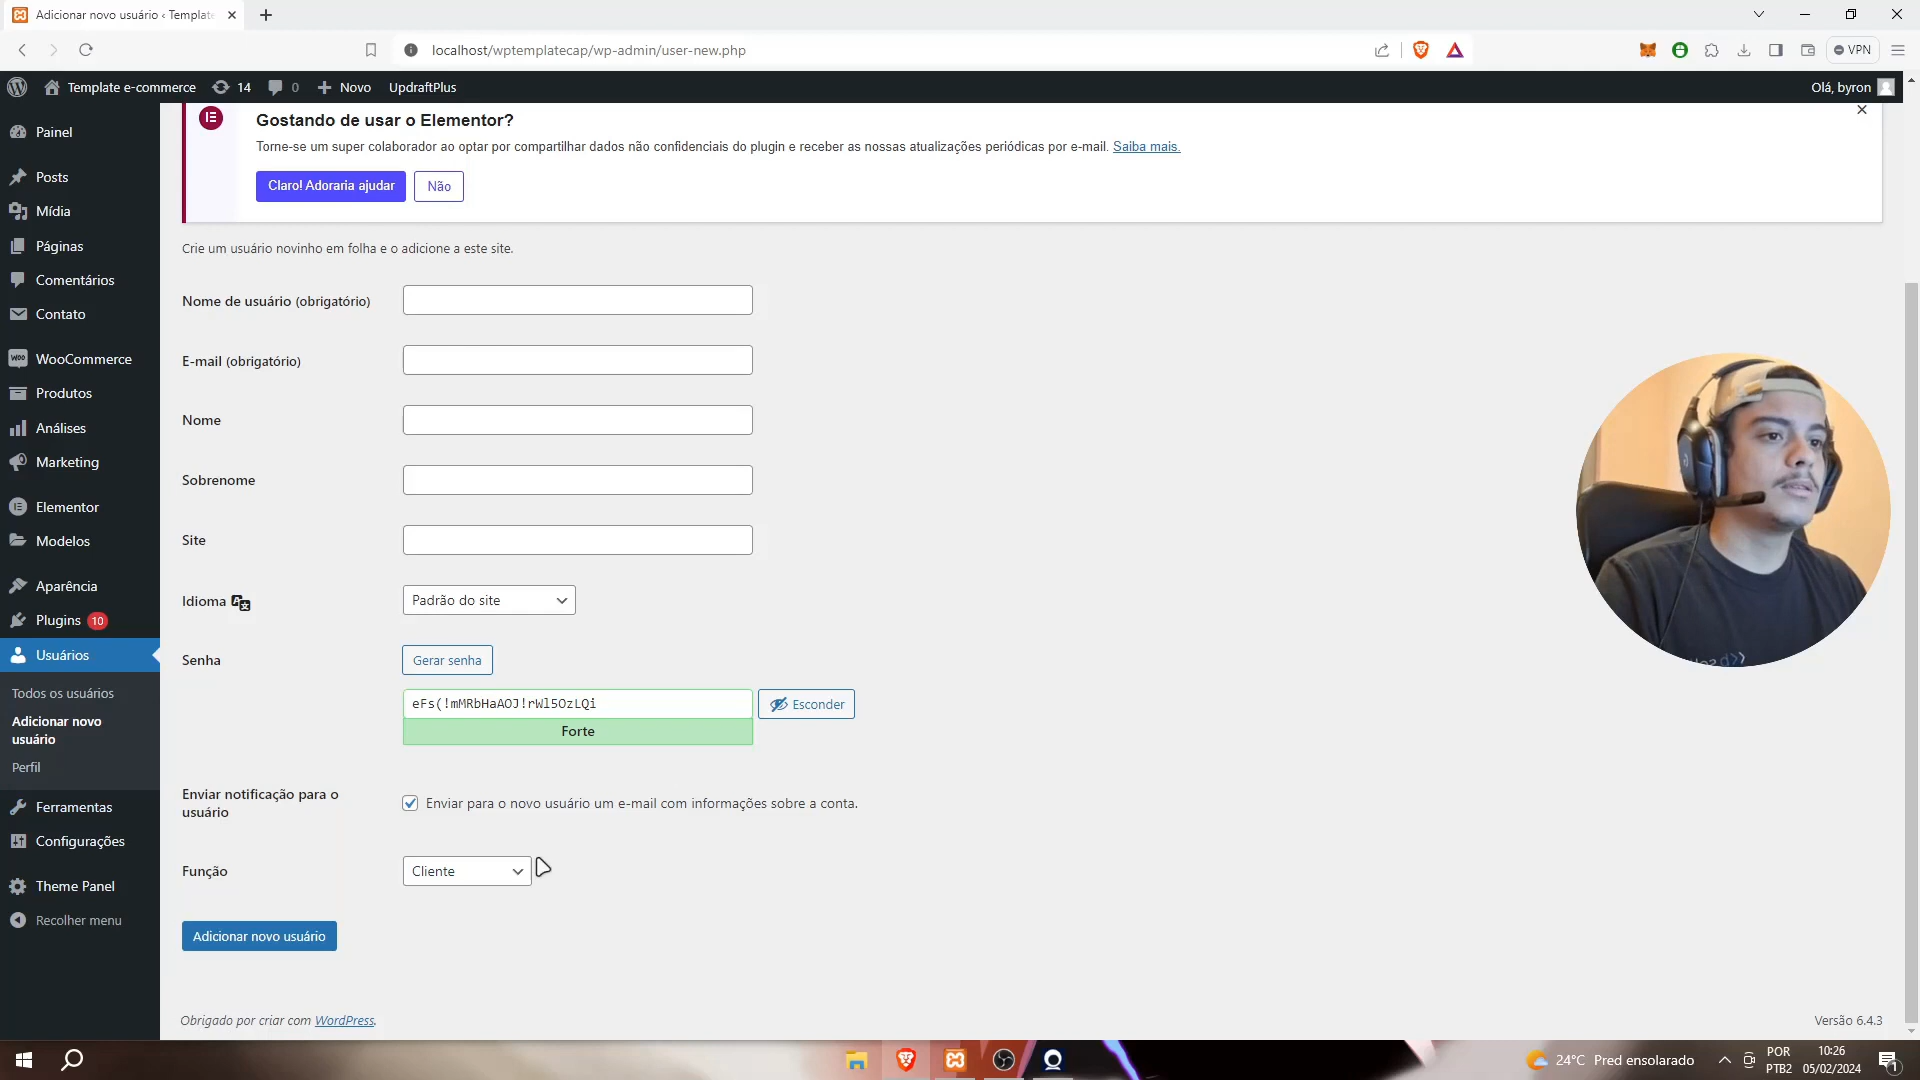 Adicionar novo usuário ‹ Template
localhost/wptemplatecap/wp-admin/user-new.php
VPN
Template e-commerce
14
0
Novo
UpdraftPlus
Olá, byron
Painel
Posts
Mídia
Páginas
Comentários
Contato
WooCommerce
Produtos
Análises
Marketing
Elementor
Modelos
Aparência
Plugins 10
Usuários
Todos os usuários
Adicionar novo
usuário
Perfil
Ferramentas
Configurações
Theme Panel
Recolher menu
Gostando de usar o Elementor?
Torne-se um super colaborador ao optar por compartilhar dados não confidenciais do plugin e receber as nossas atualizações periódicas por e-mail. Saiba mais.
Claro! Adoraria ajudar
Não
Crie um usuário novinho em folha e o adicione a este site.
Nome de usuário (obrigatório)
E-mail (obrigatório)
Nome
Sobrenome
Site
Idioma
Padrão do site
Senha
Gerar senha
eFs(!mMRbHaAOJ!rWl5OzLQi
Esconder
Forte
Enviar notificação para o
usuário
Enviar para o novo usuário um e-mail com informações sobre a conta.
Função
Cliente
Adicionar novo usuário
Obrigado por criar com WordPress.
Versão 6.4.3
24°C Pred ensolarado
POR
PTB2
10:26
05/02/2024
1